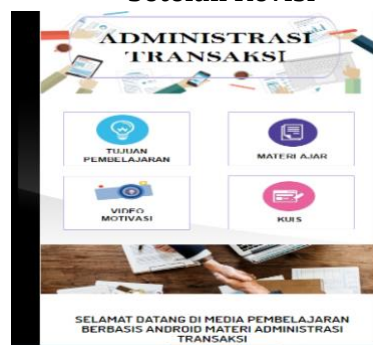 Setelah Revisi
ADMINISTRASI
TRANSAKSI
TUJUAN
PEMBELAJARAN
MATERI AJAR
VIDEO
MOTIVASI
KUIS
SELAMAT DATANG DI MEDIA PEMBELAJARAN
BERBASIS ANDROID MATERI ADMINISTRASI
TRANSAKSI